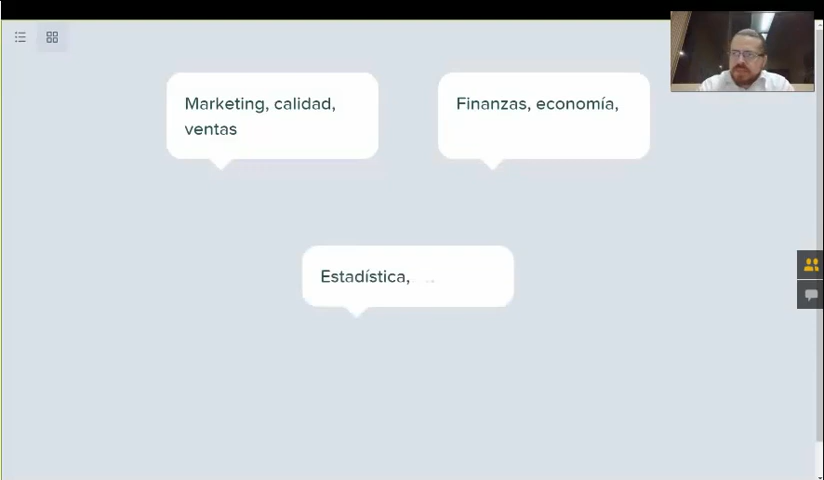 Marketing, calidad,
ventas
Finanzas, economía,
Estadística,